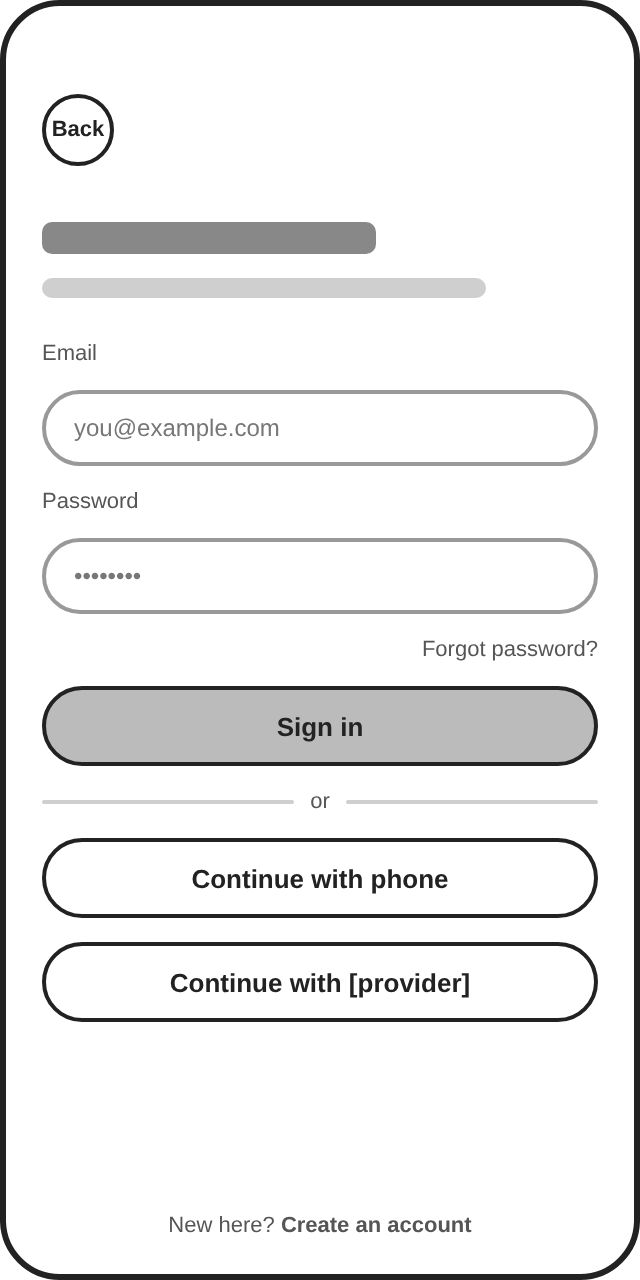 Back
Email
you@example.com
Password
••••••••
Forgot password?
Sign in
or
Continue with phone
Continue with [provider]
New here? Create an account